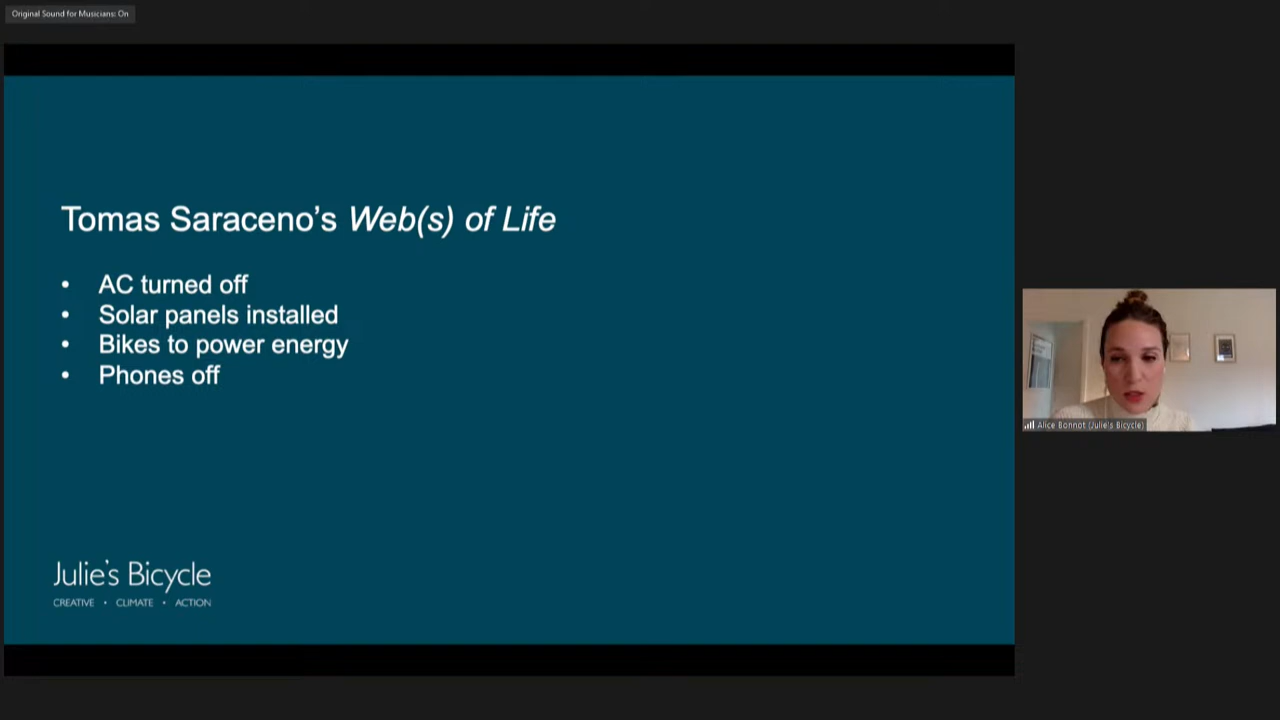 Original Sound for Musicians: On
Tomas Saraceno's Web(s) of Life
• AC turned off
• Solar panels installed
• Bikes to power energy
• Phones off
Alice Bonnot (Julie's Bicycle)
Julie's Bicycle
CREATIVE • CLIMATE • ACTION